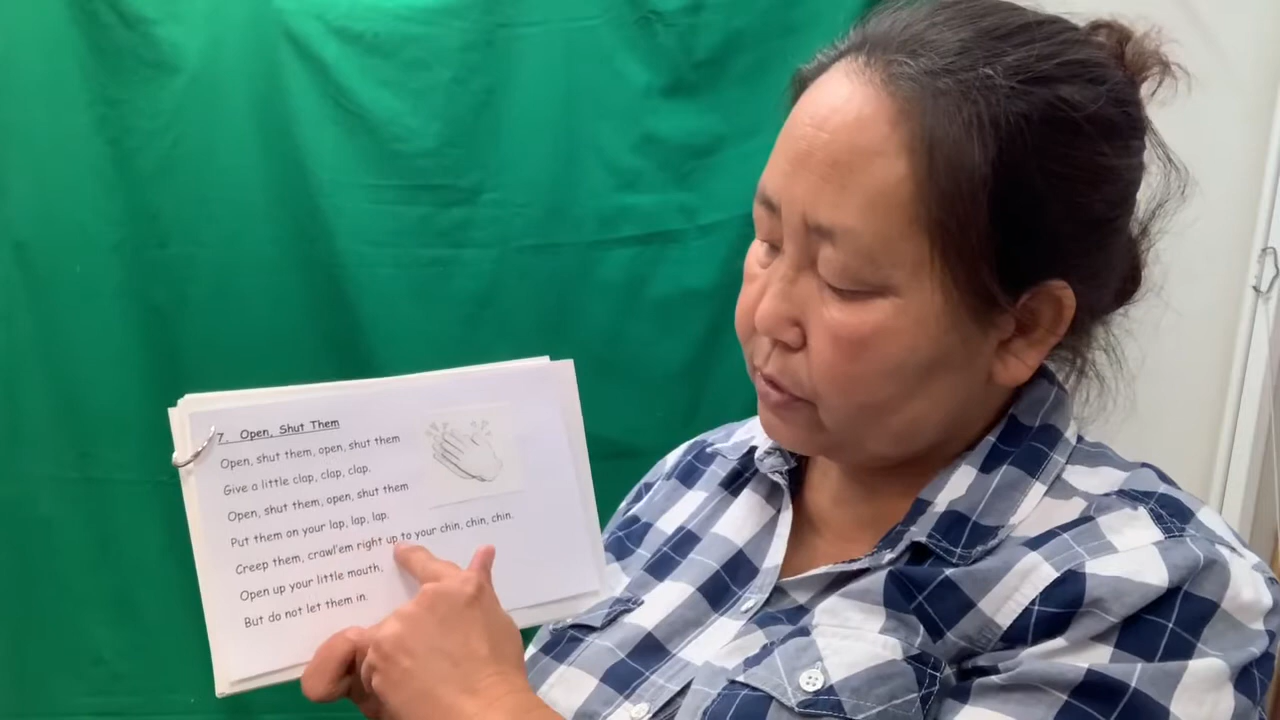 7. Open, Shut Them
Open, shut them, open, shut them
Give a little clap, clap, clap.
Open, shut them, open, shut them
Put them on your lap, lap, lap.
Creep them, crawl'em right up to your chin, chin, chin.
Open up your little mouth,
But do not let them in.